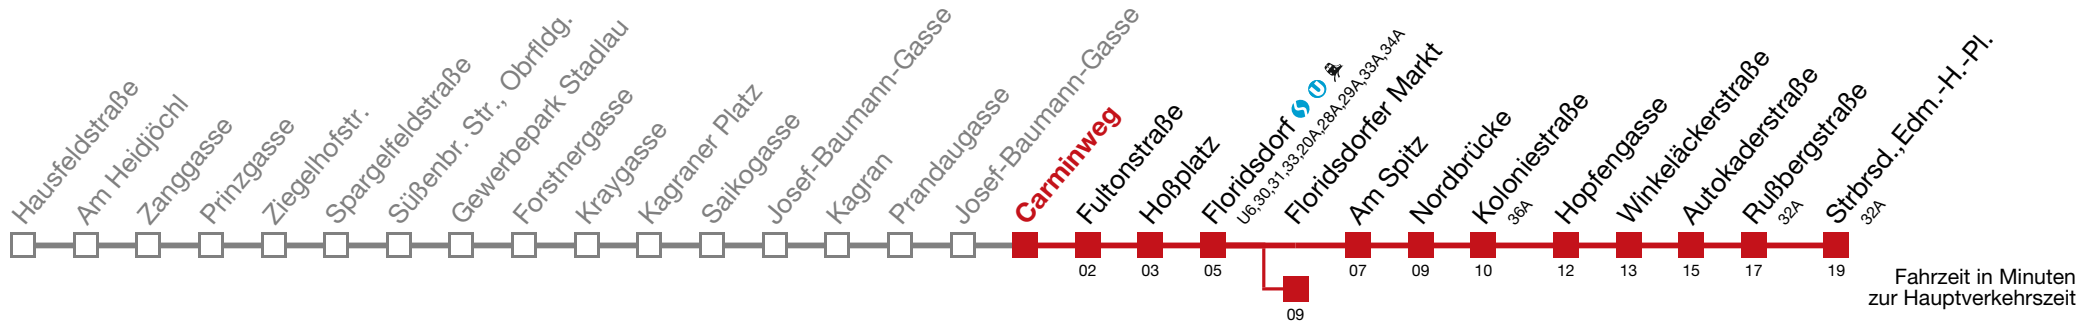 Hausfeldstraße
Am Heidjöchl
Zanggasse
Prinzgasse
Ziegelhofstr.
Spargelfeldstraße
Süßenbr. Str., Obrfldg.
Gewerbepark Stadlau
Forstnergasse
Kraygasse
Kagraner Platz
Saikogasse
Josef-Baumann-Gasse
Kagran
Prandaugasse
Josef-Baumann-Gasse
Carminweg
Fultonstraße
02
Hoßplatz
03
Floridsdorf S U
U6,30,31,33,20A,28A,29A,33A,34A
05
Floridsdorfer Markt
09
Am Spitz
07
Nordbrücke
09
Koloniestraße
36A
10
Hopfengasse
12
Winkeläckerstraße
13
Autokaderstraße
15
Rußbergstraße
32A
17
Strbrsd.,Edm.-H.-Pl.
32A
19
Fahrzeit in Minuten
zur Hauptverkehrszeit